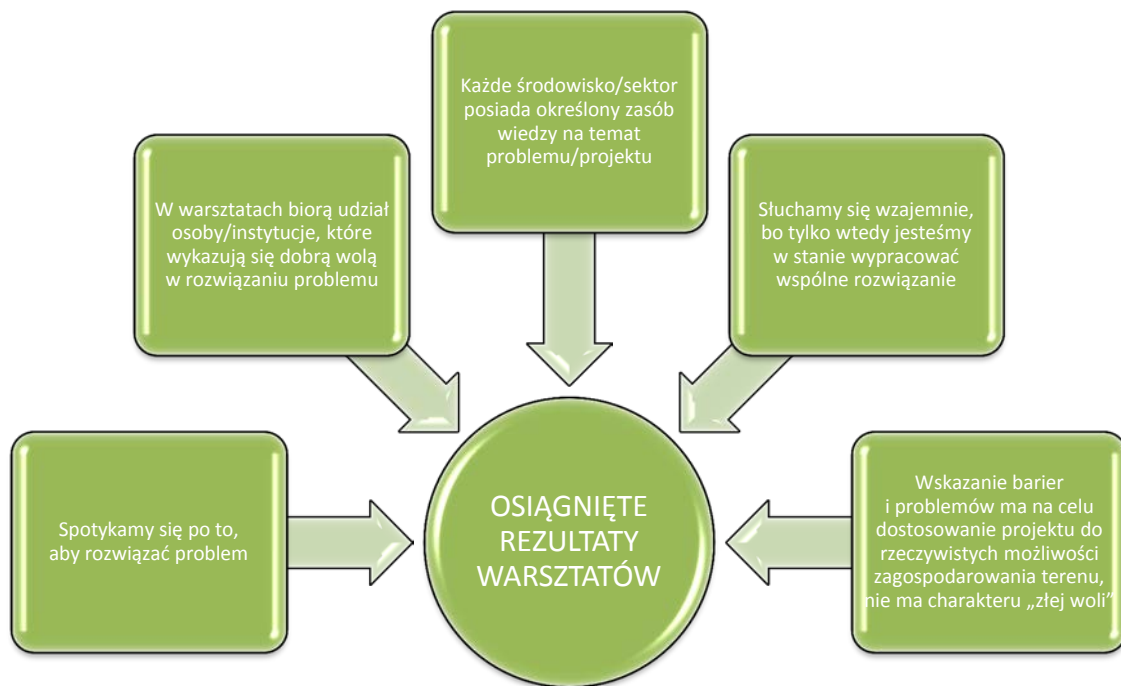 Każde środowisko/sektor
posiada określony zasób
wiedzy na temat
problemu/projektu
W warsztatach biorą udział
osoby/instytucje, które
wykazują się dobrą wolą
w rozwiązaniu problemu
Słuchamy się wzajemnie,
bo tylko wtedy jesteśmy
w stanie wypracować
wspólne rozwiązanie
Spotykamy się po to,
aby rozwiązać problem
OSIĄGNIĘTE
REZULTATY
WARSZTATÓW
Wskazanie barier
i problemów ma na celu
dostosowanie projektu do
rzeczywistych możliwości
zagospodarowania terenu,
nie ma charakteru „złej woli”